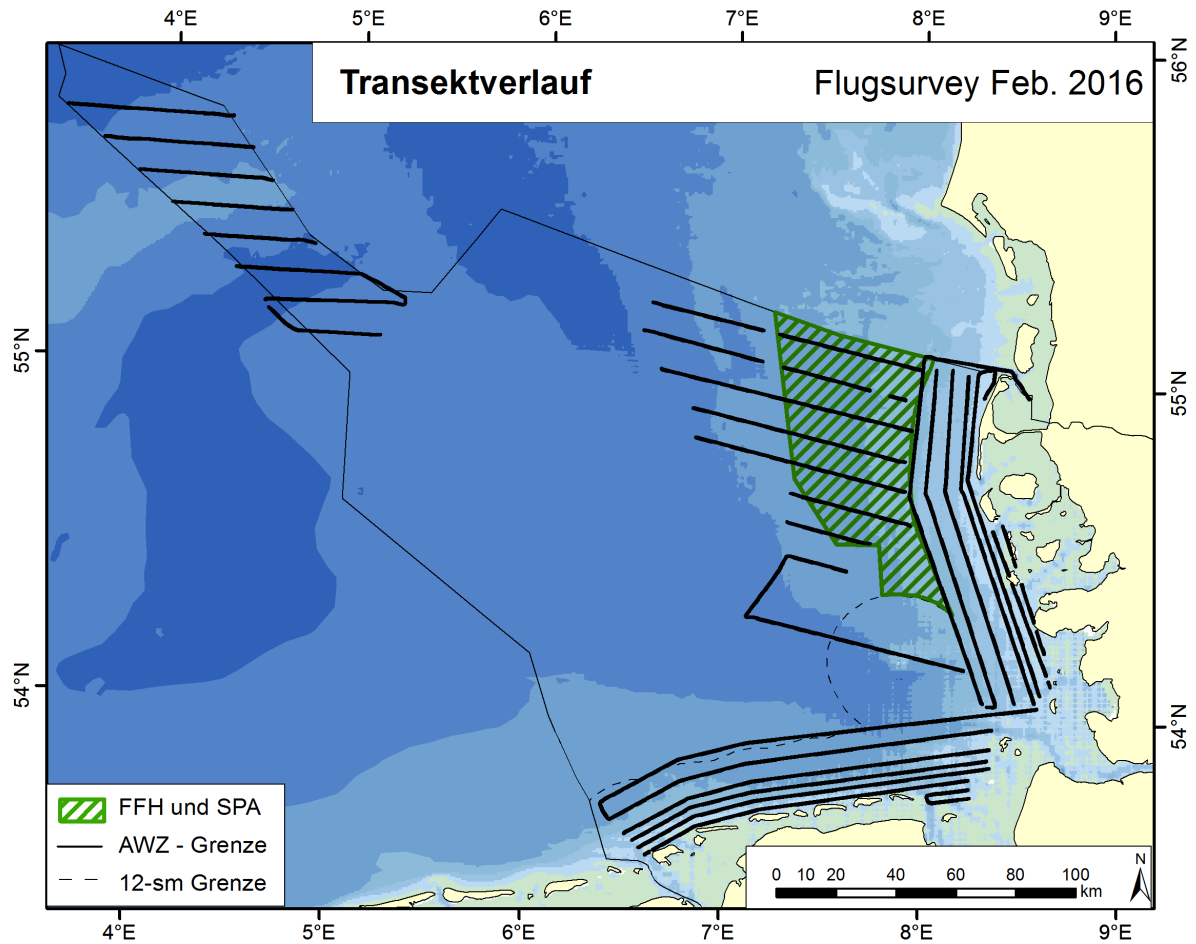 4°E 5°E 6°E 7°E 8°E 9°E
Transektverlauf Flugsurvey Feb. 2016
56°N
55°N 55°N
54°N 54°N
FFH und SPA
AWZ - Grenze
12-sm Grenze
N
0 10 20 40 60 80 100
km
4°E 5°E 6°E 7°E 8°E 9°E